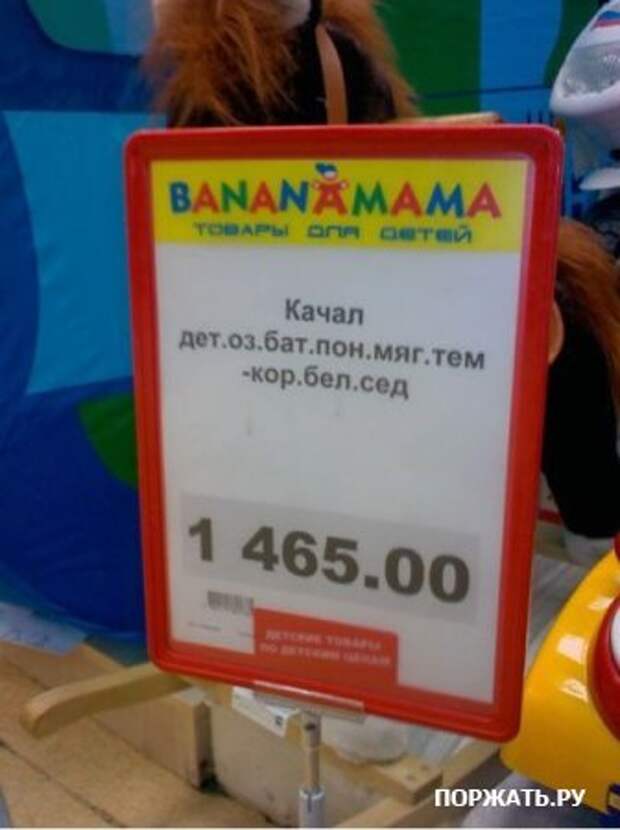 BANANAMAMA
ТОВАРЫ ДЛЯ ДЕТЕЙ
Качал
дет.оз.бат.пон.мяг.тем
-кор.бел.сед
1 465.00
ДЕТСКИЕ ТОВАРЫ
ПО ДЕТСКИМ ЦЕНАМ
ПОРЖАТЬ.РУ